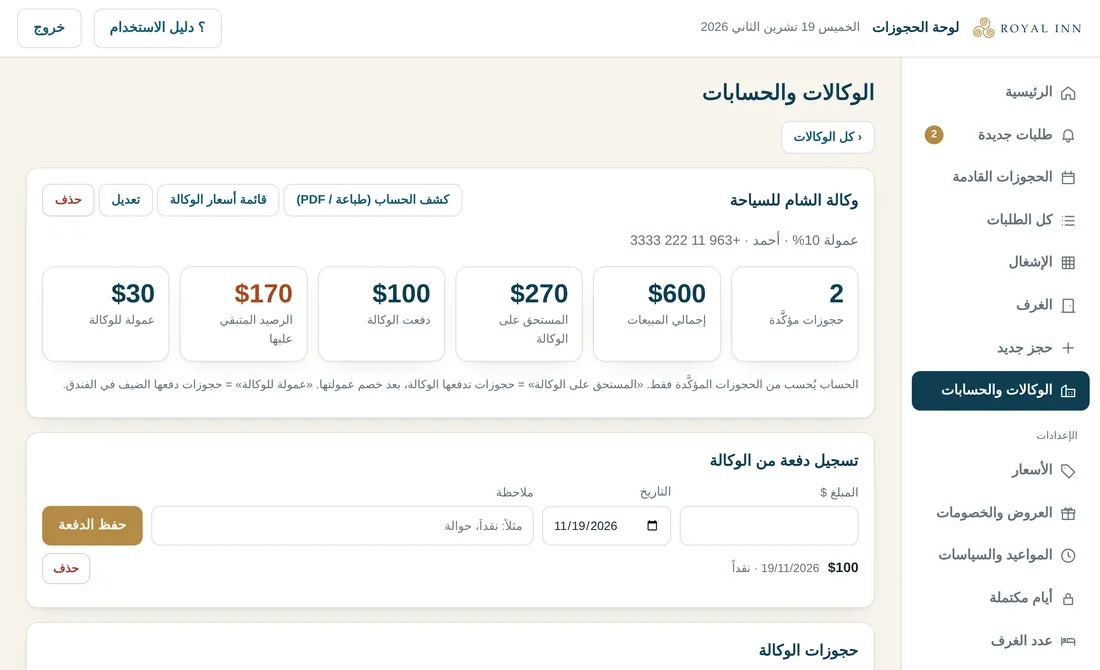 ROYAL INN
لوحة الحجوزات
الخميس 19 تشرين الثاني 2026
؟ دليل الاستخدام
خروج
الرئيسية
طلبات جديدة
2
الحجوزات القادمة
كل الطلبات
الإشغال
الغرف
حجز جديد
الوكالات والحسابات
الإعدادات
الأسعار
العروض والخصومات
المواعيد والسياسات
أيام مكتملة
عدد الغرف
الوكالات والحسابات
‹ كل الوكالات
وكالة الشام للسياحة
كشف الحساب (طباعة / PDF)
قائمة أسعار الوكالة
تعديل
حذف
عمولة 10% · أحمد · +963 11 222 3333
2
حجوزات مؤكَّدة
$600
إجمالي المبيعات
$270
المستحق على
الوكالة
$100
دفعت الوكالة
$170
الرصيد المتبقي
عليها
$30
عمولة للوكالة
الحساب يُحسب من الحجوزات المؤكَّدة فقط. «المستحق على الوكالة» = حجوزات تدفعها الوكالة، بعد خصم عمولتها. «عمولة للوكالة» = حجوزات دفعها الضيف في الفندق.
تسجيل دفعة من الوكالة
المبلغ $
التاريخ
ملاحظة
11/19/2026
مثلاً: نقداً، حوالة
حفظ الدفعة
$100 19/11/2026 · نقداً
حذف
حجوزات الوكالة